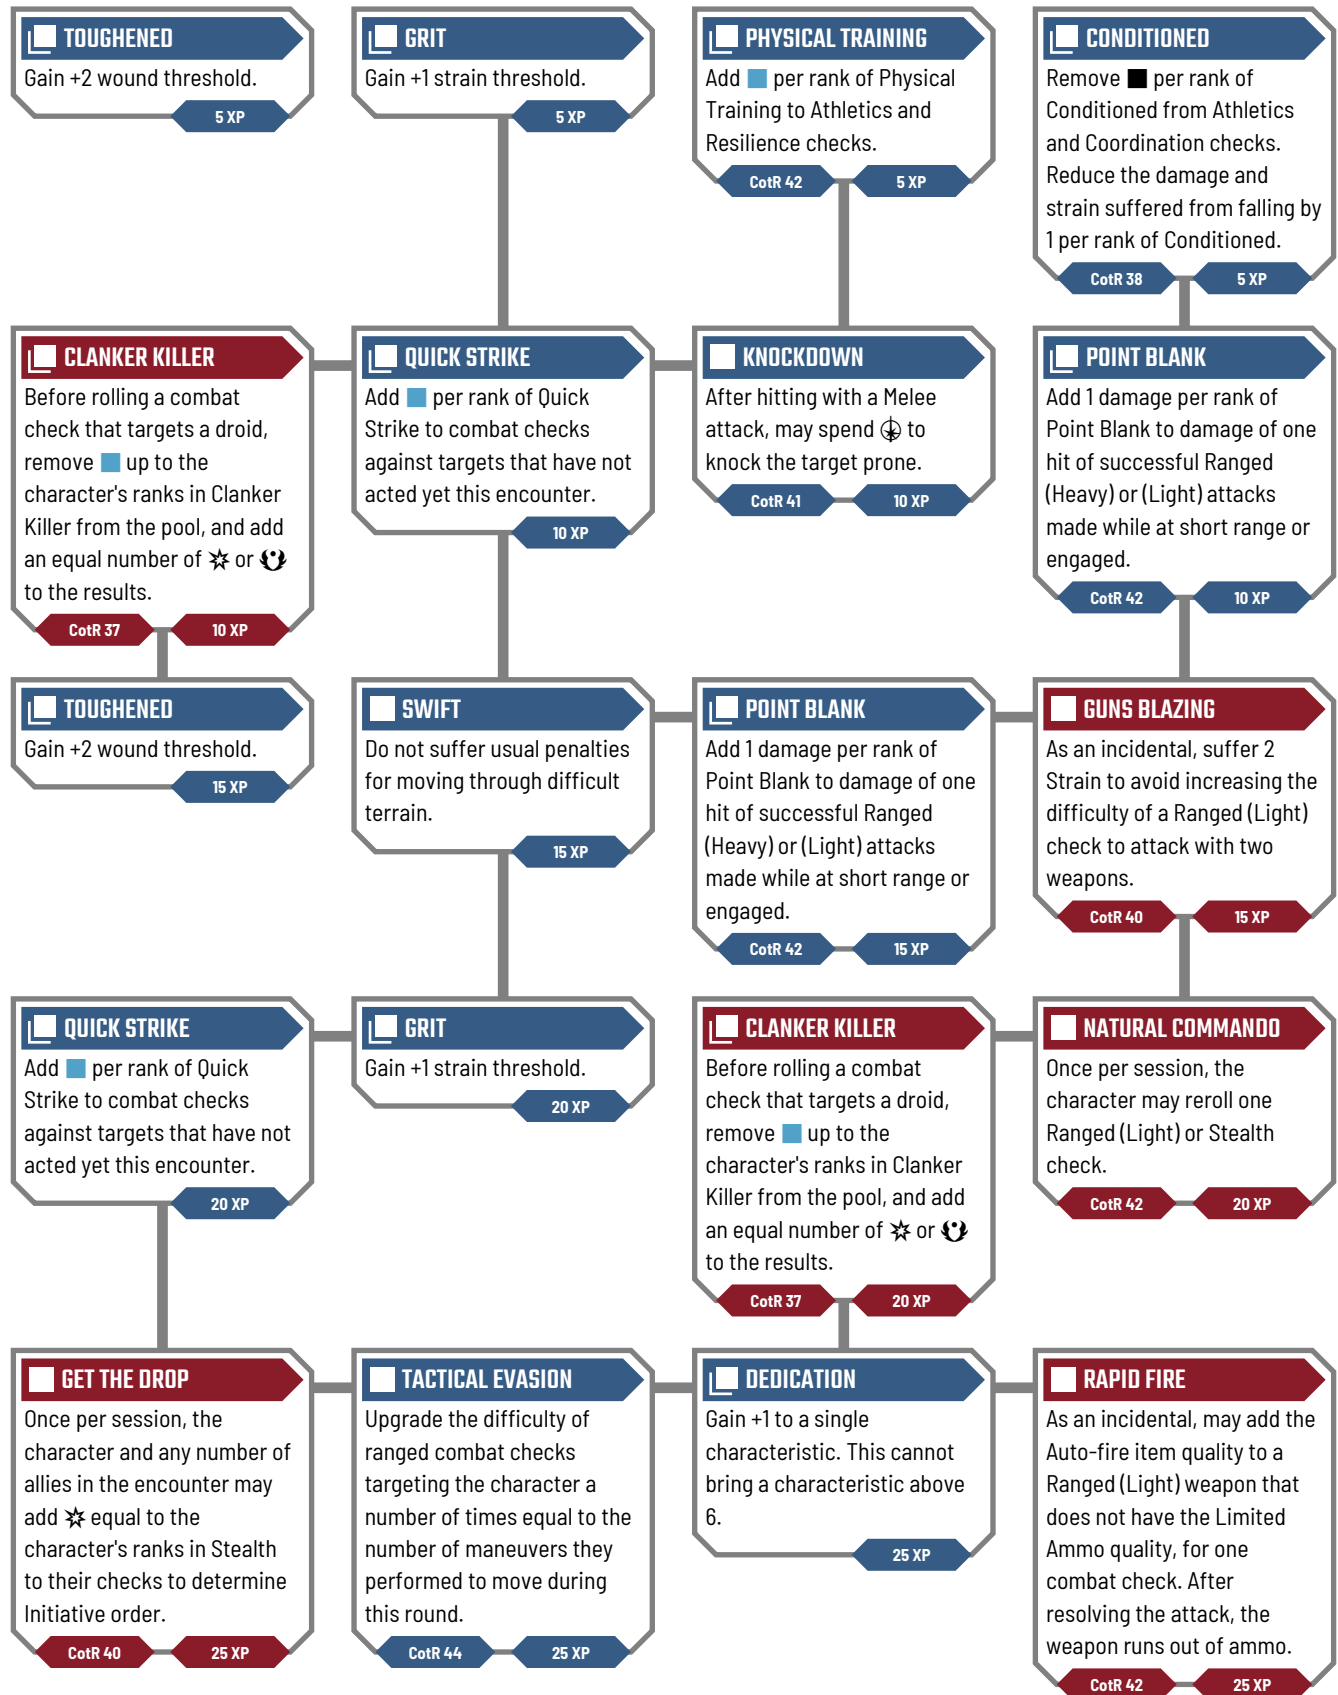 TOUGHENED
Gain +2 wound threshold.
5 XP
GRIT
Gain +1 strain threshold.
5 XP
PHYSICAL TRAINING
Add per rank of Physical
Training to Athletics and
Resilience checks.
CotR 42
5 XP
CONDITIONED
Remove per rank of
Conditioned from Athletics
and Coordination checks.
Reduce the damage and
strain suffered from falling by
1 per rank of Conditioned.
CotR 38
5 XP
CLANKER KILLER
Before rolling a combat
check that targets a droid,
remove up to the
character's ranks in Clanker
Killer from the pool, and add
an equal number of or
to the results.
CotR 37
10 XP
QUICK STRIKE
Add per rank of Quick
Strike to combat checks
against targets that have not
acted yet this encounter.
10 XP
KNOCKDOWN
After hitting with a Melee
attack, may spend to
knock the target prone.
CotR 41
10 XP
POINT BLANK
Add 1 damage per rank of
Point Blank to damage of one
hit of successful Ranged
(Heavy) or (Light) attacks
made while at short range or
engaged.
CotR 42
10 XP
TOUGHENED
Gain +2 wound threshold.
15 XP
SWIFT
Do not suffer usual penalties
for moving through difficult
terrain.
15 XP
POINT BLANK
Add 1 damage per rank of
Point Blank to damage of one
hit of successful Ranged
(Heavy) or (Light) attacks
made while at short range or
engaged.
CotR 42
15 XP
GUNS BLAZING
As an incidental, suffer 2
Strain to avoid increasing the
difficulty of a Ranged (Light)
check to attack with two
weapons.
CotR 40
15 XP
QUICK STRIKE
Add per rank of Quick
Strike to combat checks
against targets that have not
acted yet this encounter.
20 XP
GRIT
Gain +1 strain threshold.
20 XP
CLANKER KILLER
Before rolling a combat
check that targets a droid,
remove up to the
character's ranks in Clanker
Killer from the pool, and add
an equal number of or
to the results.
CotR 37
20 XP
NATURAL COMMANDO
Once per session, the
character may reroll one
Ranged (Light) or Stealth
check.
CotR 42
20 XP
GET THE DROP
Once per session, the
character and any number of
allies in the encounter may
add equal to the
character's ranks in Stealth
to their checks to determine
Initiative order.
CotR 40
25 XP
TACTICAL EVASION
Upgrade the difficulty of
ranged combat checks
targeting the character a
number of times equal to the
number of maneuvers they
performed to move during
this round.
CotR 44
25 XP
DEDICATION
Gain +1 to a single
characteristic. This cannot
bring a characteristic above
6.
25 XP
RAPID FIRE
As an incidental, may add the
Auto-fire item quality to a
Ranged (Light) weapon that
does not have the Limited
Ammo quality, for one
combat check. After
resolving the attack, the
weapon runs out of ammo.
CotR 42
25 XP